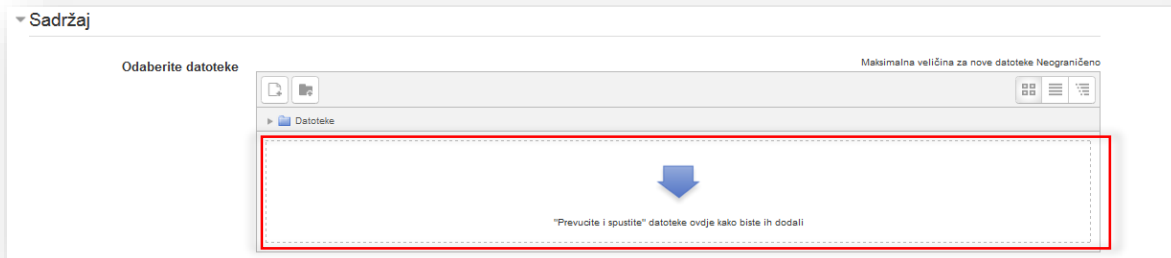 Sadržaj
Odaberite datoteke
Maksimalna veličina za nove datoteke Neograničeno
Datoteke
"Prevucite i spustite" datoteke ovdje kako biste ih dodali